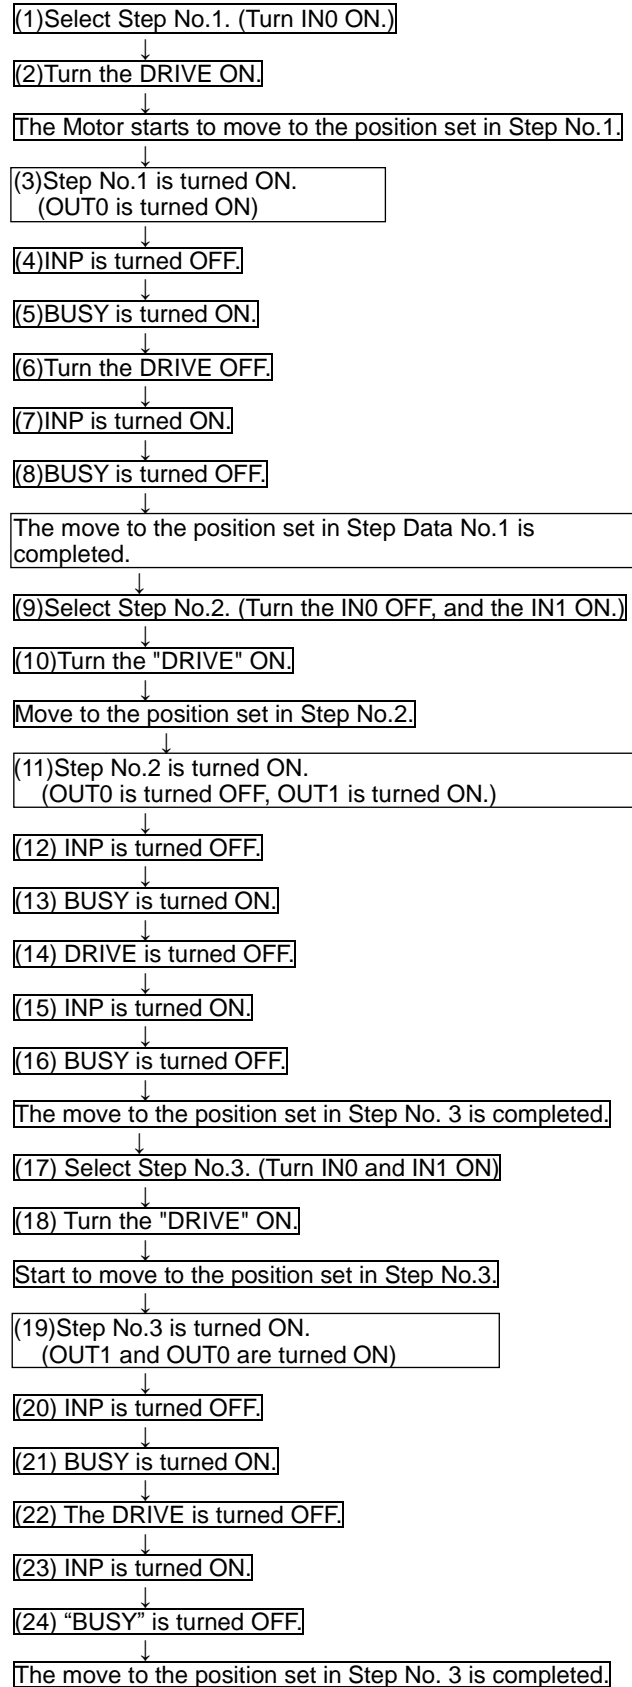 (1)Select Step No.1. (Turn IN0 ON.)
↓
(2)Turn the DRIVE ON.
↓
The Motor starts to move to the position set in Step No.1.
↓
(3)Step No.1 is turned ON.
(OUT0 is turned ON)
↓
(4)INP is turned OFF.
↓
(5)BUSY is turned ON.
↓
(6)Turn the DRIVE OFF.
↓
(7)INP is turned ON.
↓
(8)BUSY is turned OFF.
↓
The move to the position set in Step Data No.1 is
completed.
↓
(9)Select Step No.2. (Turn the IN0 OFF, and the IN1 ON.)
↓
(10)Turn the "DRIVE" ON.
↓
Move to the position set in Step No.2.
↓
(11)Step No.2 is turned ON.
(OUT0 is turned OFF, OUT1 is turned ON.)
↓
(12) INP is turned OFF.
↓
(13) BUSY is turned ON.
↓
(14) DRIVE is turned OFF.
↓
(15) INP is turned ON.
↓
(16) BUSY is turned OFF.
↓
The move to the position set in Step No. 3 is completed.
↓
(17) Select Step No.3. (Turn IN0 and IN1 ON)
↓
(18) Turn the "DRIVE" ON.
↓
Start to move to the position set in Step No.3.
↓
(19)Step No.3 is turned ON.
(OUT1 and OUT0 are turned ON)
↓
(20) INP is turned OFF.
↓
(21) BUSY is turned ON.
↓
(22) The DRIVE is turned OFF.
↓
(23) INP is turned ON.
↓
(24) “BUSY” is turned OFF.
↓
The move to the position set in Step No. 3 is completed.